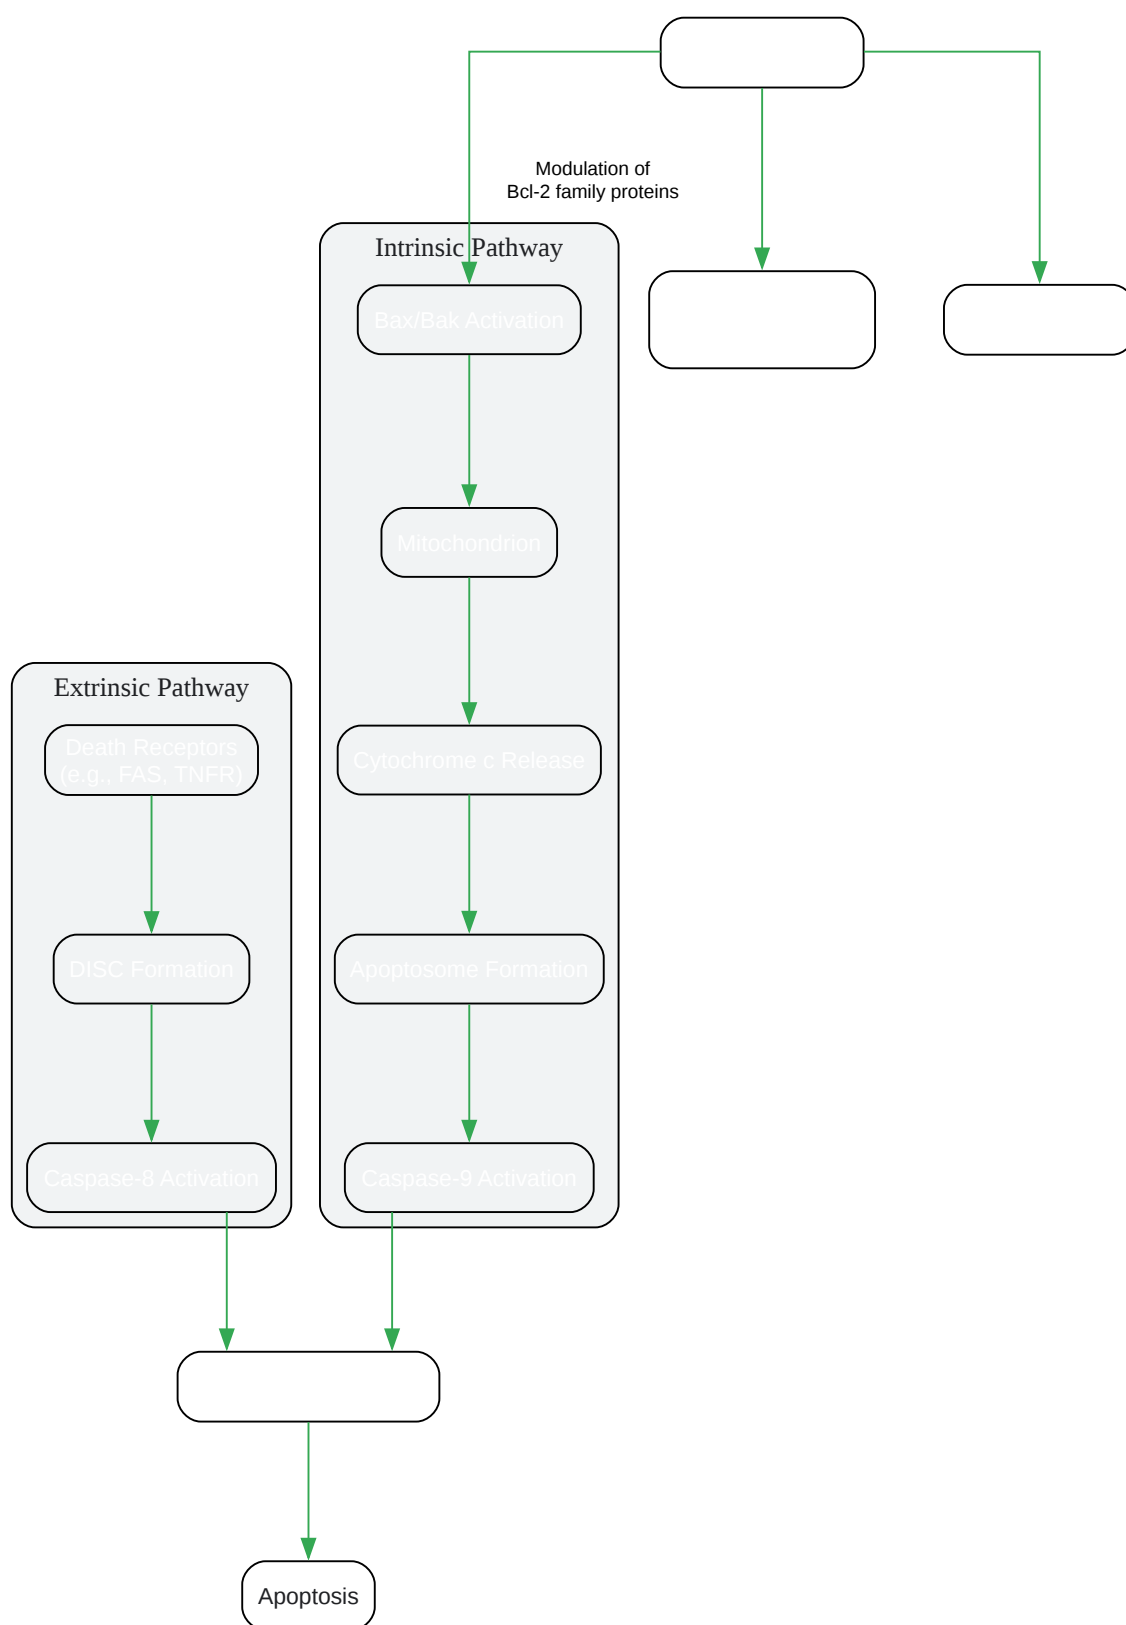 Modulation of
Bcl-2 family proteins
Intrinsic Pathway
Bax/Bak Activation
Mitochondrion
Extrinsic Pathway
Death Receptors
(e.g., FAS, TNFR)
Cytochrome c Release
DISC Formation
Apoptosome Formation
Caspase-8 Activation
Caspase-9 Activation
Apoptosis